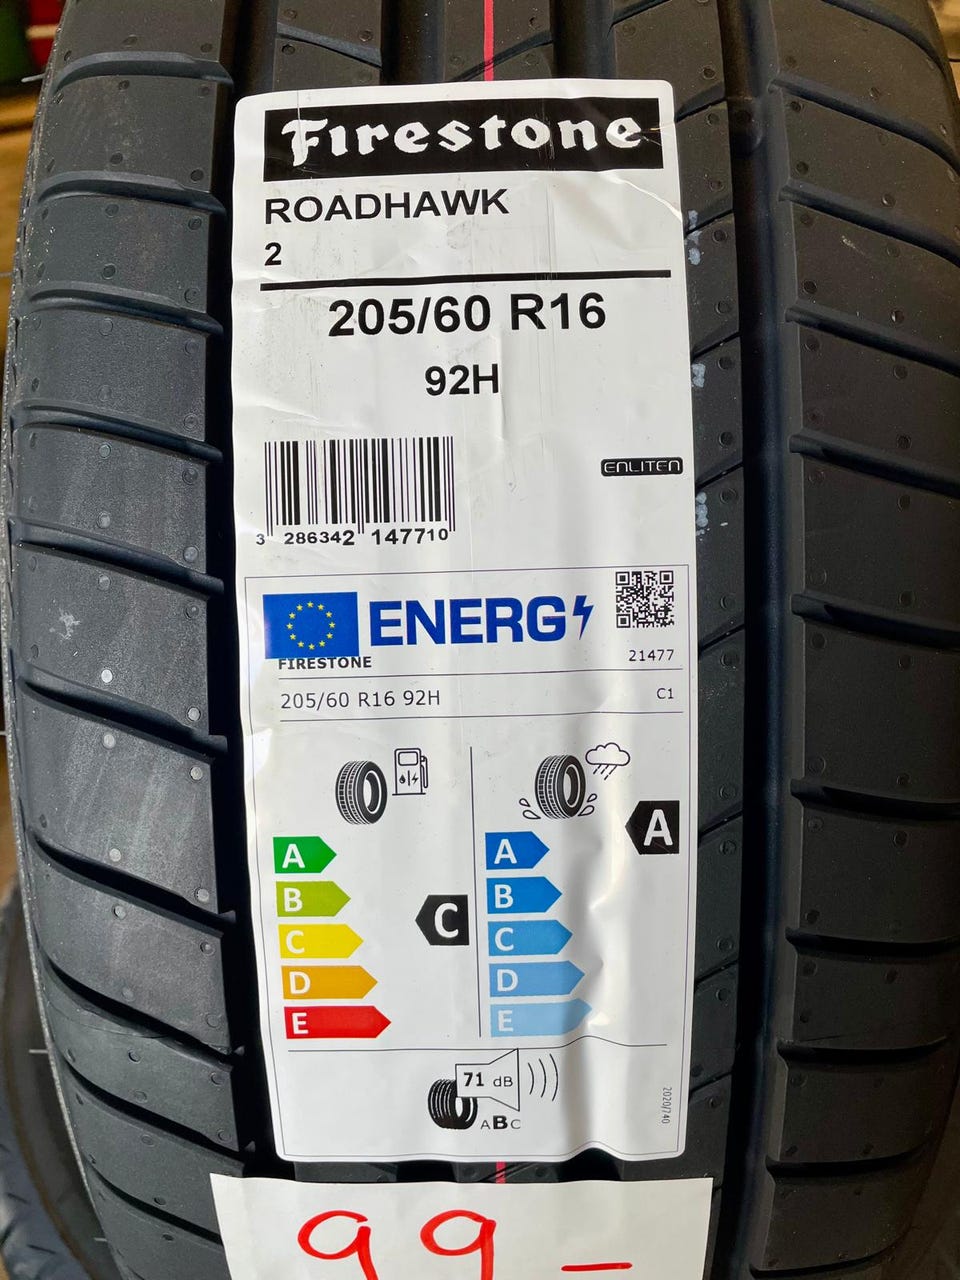 Firestone
ROADHAWK
2
205/60 R16
92H
ENLITEN
3 286342 147710
ENERG
FIRESTONE
21477
205/60 R16 92H
C1
A
B
C
D
E
C
A
B
C
D
E
A
71 dB
ABC
2020/740
99-